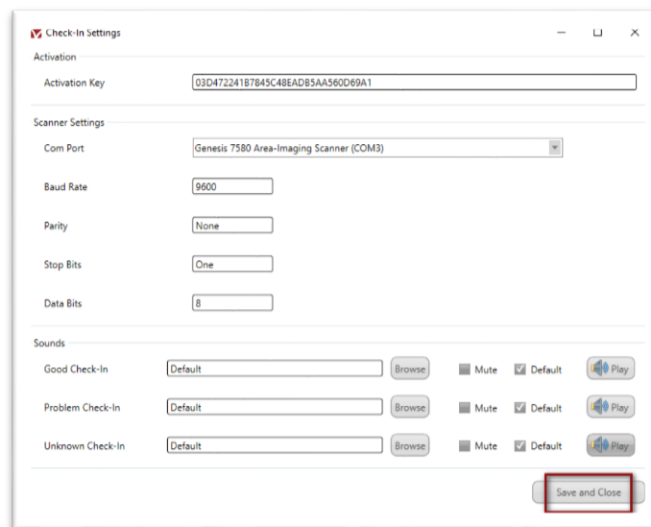 Check-In Settings
Activation
Activation Key 03D472241B7845C48EADB5AA560D69A1
Scanner Settings
Com Port Genesis 7580 Area-Imaging Scanner (COM3)
Baud Rate 9600
Parity None
Stop Bits One
Data Bits 8
Sounds
Good Check-In Default Browse Mute Default Play
Problem Check-In Default Browse Mute Default Play
Unknown Check-In Default Browse Mute Default Play
Save and Close